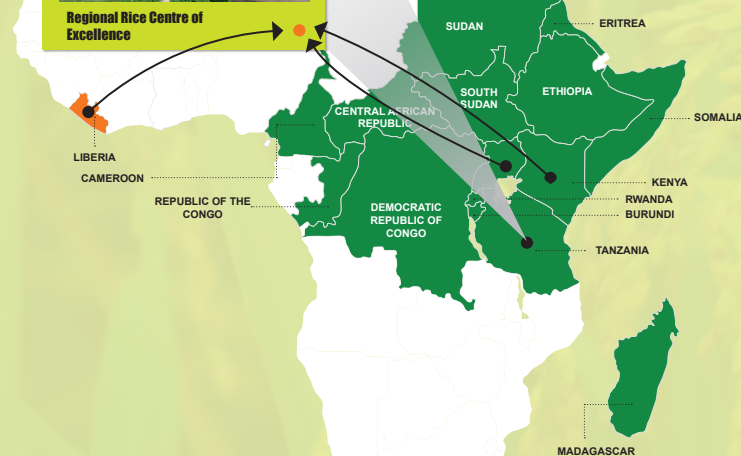 Regional Rice Centre of
Excellence
SUDAN
ERITREA
ETHIOPIA
SOUTH
SUDAN
CENTRAL AFRICAN
REPUBLIC
SOMALIA
LIBERIA
CAMEROON
KENYA
REPUBLIC OF THE
CONGO
RWANDA
BURUNDI
DEMOCRATIC
REPUBLIC OF
CONGO
TANZANIA
MADAGASCAR